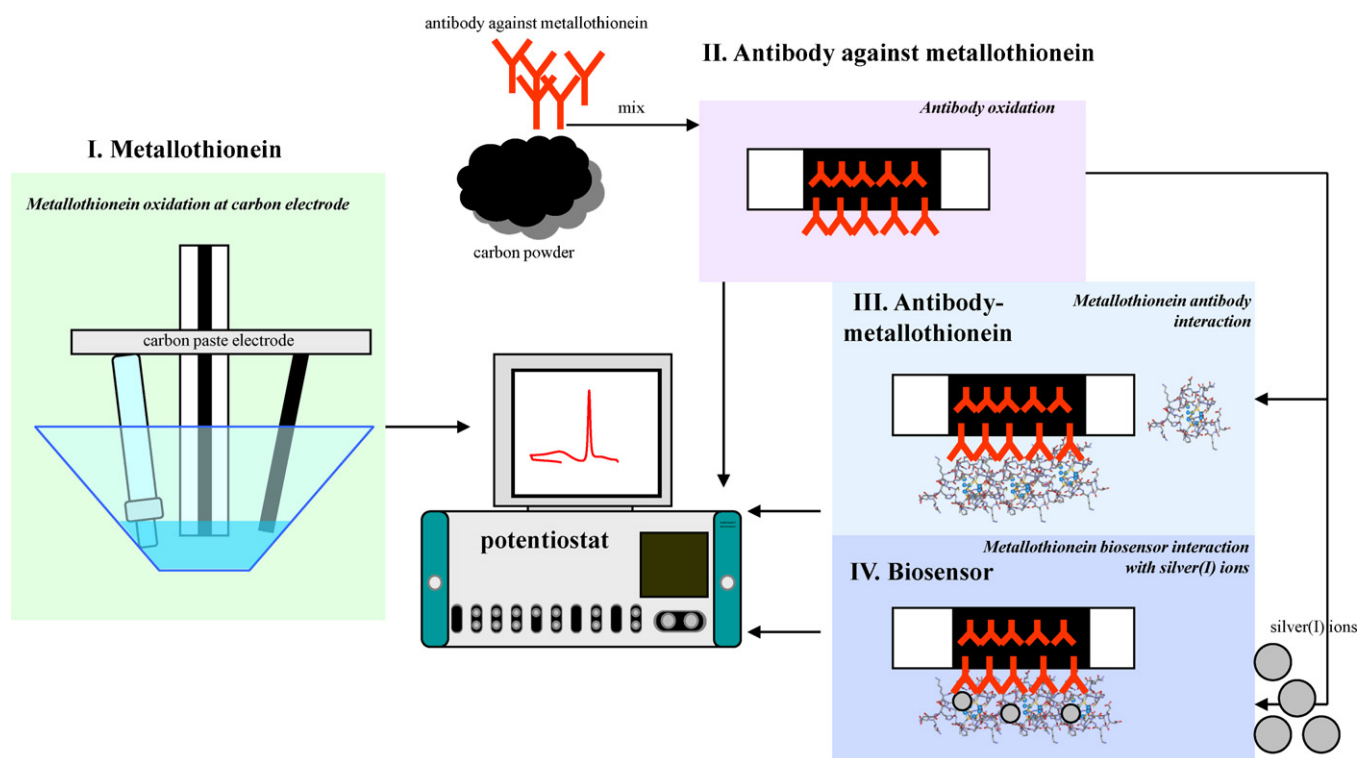 antibody against metallothionein
II. Antibody against metallothionein
mix
Antibody oxidation
I. Metallothionein
Metallothionein oxidation at carbon electrode
carbon powder
carbon paste electrode
III. Antibody-
metallothionein
Metallothionein antibody
interaction
potentiostat
Metallothionein biosensor interaction
with silver(I) ions
IV. Biosensor
silver(I) ions